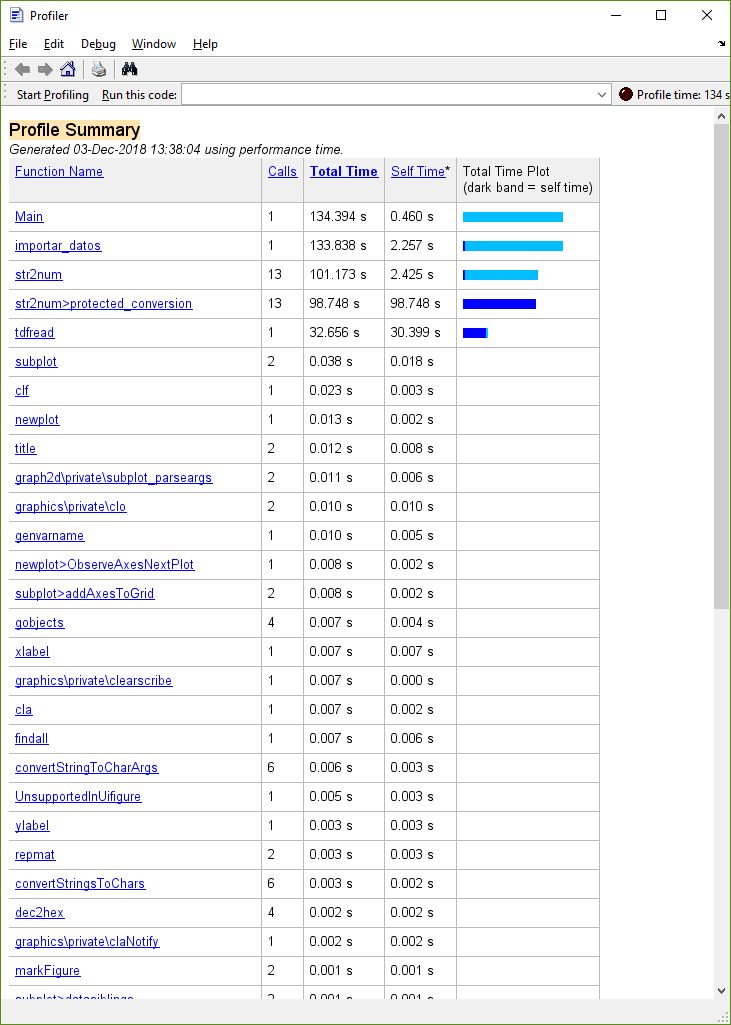 Profiler
File Edit Debug Window Help
Start Profiling Run this code: Profile time: 134 s
Profile Summary
Generated 03-Dec-2018 13:38:04 using performance time.
Function Name Calls Total Time Self Time* Total Time Plot
(dark band = self time)
Main 1 134.394 s 0.460 s
importar_datos 1 133.838 s 2.257 s
str2num 13 101.173 s 2.425 s
str2num>protected_conversion 13 98.748 s 98.748 s
tdfread 1 32.656 s 30.399 s
subplot 2 0.038 s 0.018 s
clf 1 0.023 s 0.003 s
newplot 1 0.013 s 0.002 s
title 2 0.012 s 0.008 s
graph2d\private\subplot_parseargs 2 0.011 s 0.006 s
graphics\private\clo 2 0.010 s 0.010 s
genvarname 1 0.010 s 0.005 s
newplot>ObserveAxesNextPlot 1 0.008 s 0.002 s
subplot>addAxesToGrid 2 0.008 s 0.002 s
gobjects 4 0.007 s 0.004 s
xlabel 1 0.007 s 0.007 s
graphics\private\clearscribe 1 0.007 s 0.000 s
cla 1 0.007 s 0.002 s
findall 1 0.007 s 0.006 s
convertStringToCharArgs 6 0.006 s 0.003 s
UnsupportedInUifigure 1 0.005 s 0.003 s
ylabel 1 0.003 s 0.003 s
repmat 2 0.003 s 0.003 s
convertStringsToChars 6 0.003 s 0.002 s
dec2hex 4 0.002 s 0.002 s
graphics\private\claNotify 1 0.002 s 0.002 s
markFigure 2 0.001 s 0.001 s
subplot>datasiblings 2 0.001 s 0.001 s